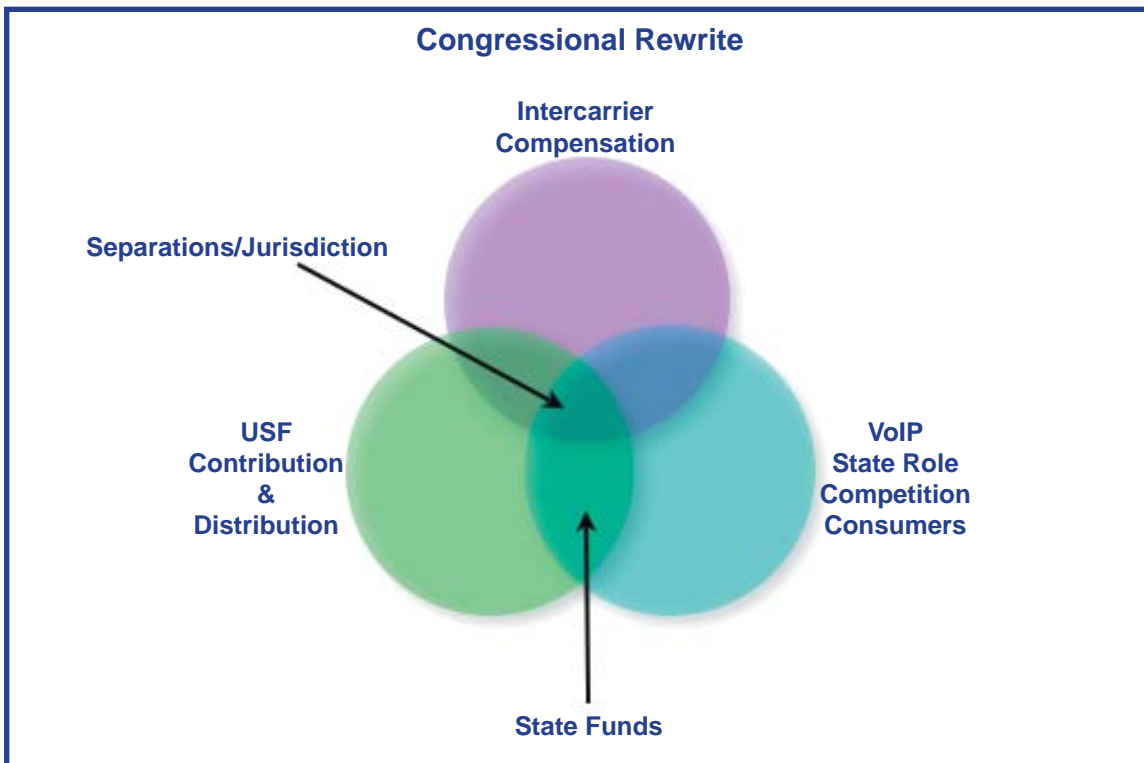 Congressional Rewrite
Intercarrier
Compensation
Separations/Jurisdiction
USF
Contribution
&
Distribution
VoIP
State Role
Competition
Consumers
State Funds